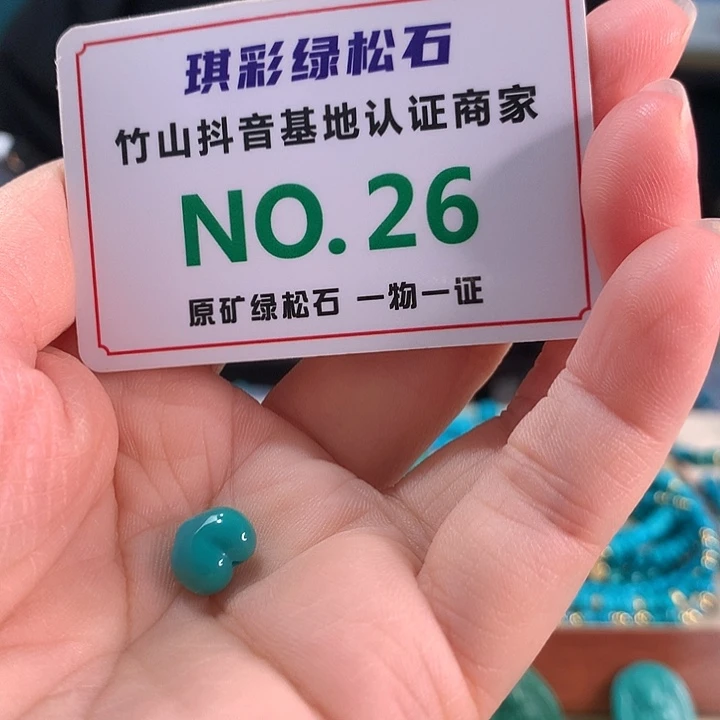 琪彩绿松石
竹山抖音基地认证商家
NO.26
原矿绿松石 一物一证